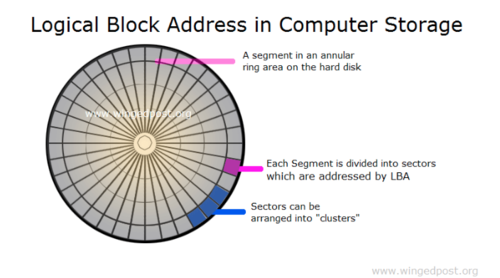 Logical Block Address in Computer Storage
A segment in an annular
ring area on the hard disk
www.wingedpost.org
Each Segment is divided into sectors
which are addressed by LBA
Sectors can be
arranged into "clusters"
www.wingedpost.org